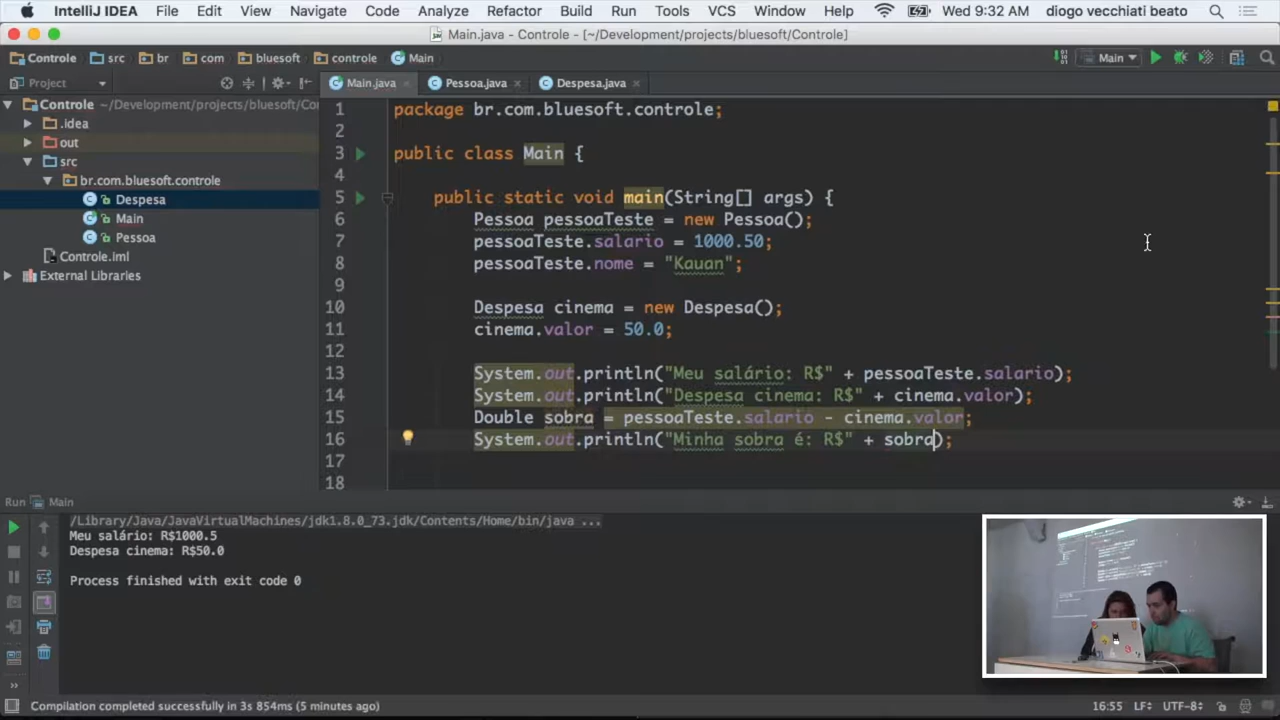 IntelliJ IDEA File Edit View Navigate Code Analyze Refactor Build Run Tools VCS Window Help Wed 9:32 AM diogo vecchiati beato
Main.java - Controle - [~/Development/projects/bluesoft/Controle]
Controle src br com bluesoft controle Main Main
Project Main.java Pessoa.java Despesa.java
Controle ~/Development/projects/bluesoft/Co
.idea
out
src
br.com.bluesoft.controle
Despesa
Main
Pessoa
Controle.iml
External Libraries
1 package br.com.bluesoft.controle;
2
3 public class Main {
4
5 public static void main(String[] args) {
6 Pessoa pessoaTeste = new Pessoa();
7 pessoaTeste.salario = 1000.50;
8 pessoaTeste.nome = "Kauan";
9
10 Despesa cinema = new Despesa();
11 cinema.valor = 50.0;
12
13 System.out.println("Meu salário: R$" + pessoaTeste.salario);
14 System.out.println("Despesa cinema: R$" + cinema.valor);
15 Double sobra = pessoaTeste.salario - cinema.valor;
16 System.out.println("Minha sobra é: R$" + sobra);
17
18
Run Main
/Library/Java/JavaVirtualMachines/jdk1.8.0_73.jdk/Contents/Home/bin/java ...
Meu salário: R$1000.5
Despesa cinema: R$50.0
Process finished with exit code 0
Compilation completed successfully in 3s 854ms (5 minutes ago) 16:55 LF UTF-8